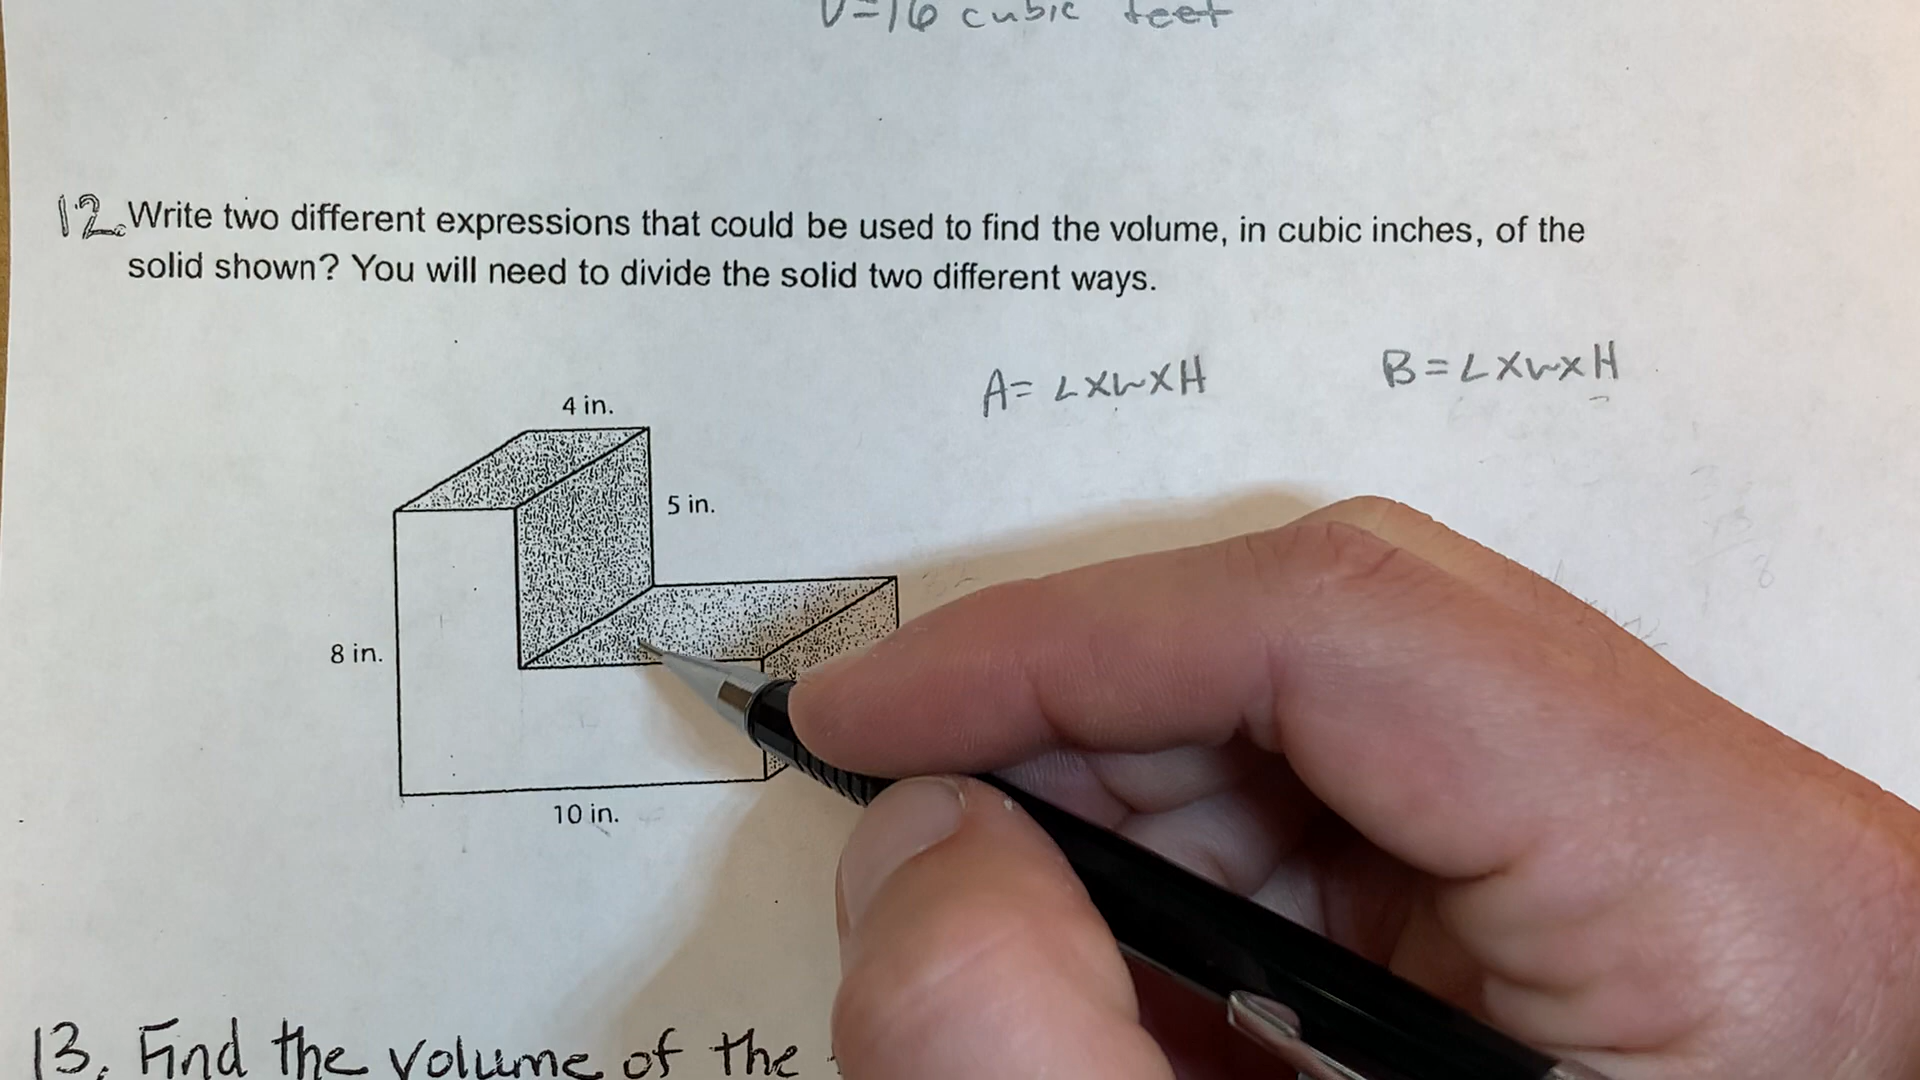 V=16 cubic feet
12. Write two different expressions that could be used to find the volume, in cubic inches, of the
solid shown? You will need to divide the solid two different ways.
A= L×W×H
B=L×W×H
4 in.
5 in.
8 in.
10 in.
13. Find the volume of the